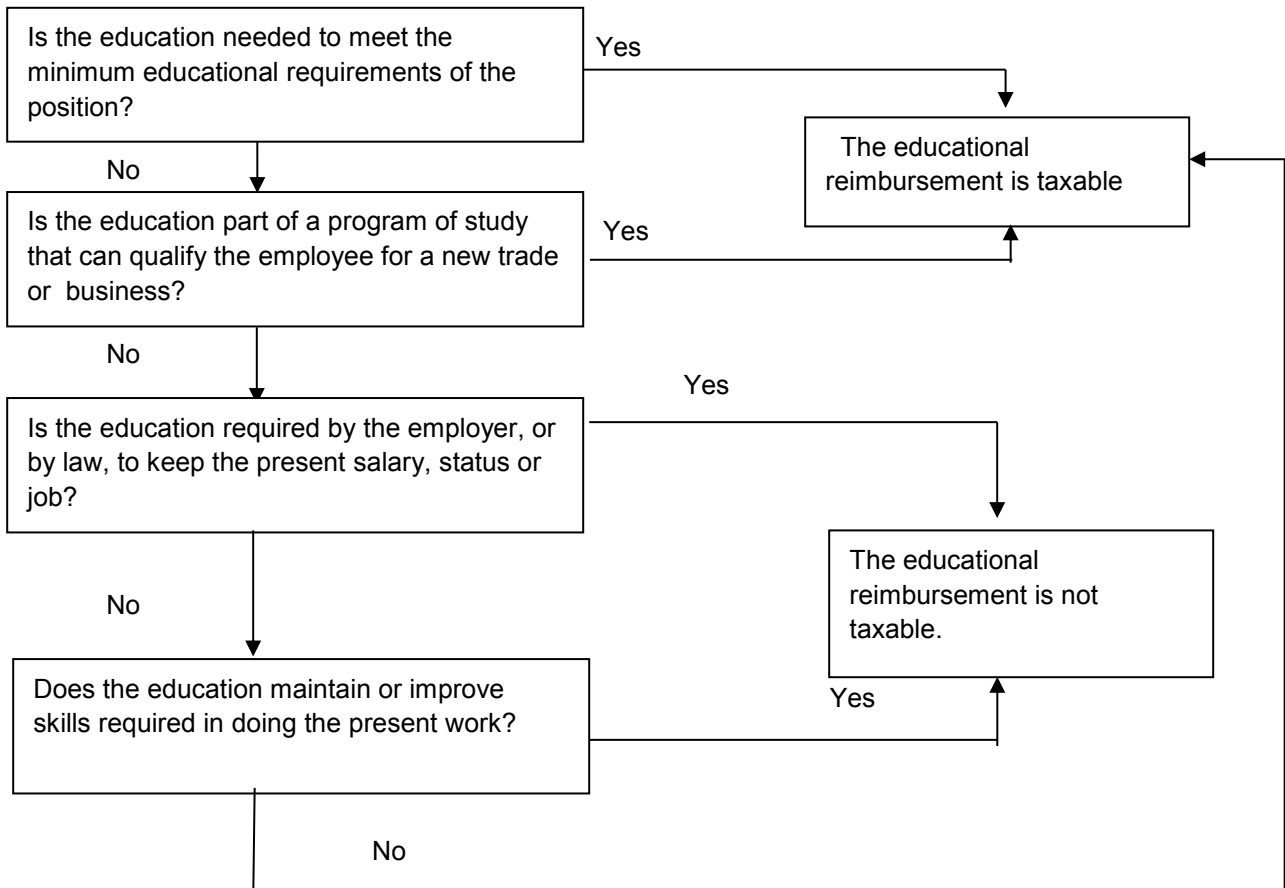 Is the education needed to meet the
minimum educational requirements of the
position?
Yes
The educational
reimbursement is taxable
No
Is the education part of a program of study
that can qualify the employee for a new trade
or business?
Yes
No
Is the education required by the employer, or
by law, to keep the present salary, status or
job?
Yes
The educational
reimbursement is not
taxable.
No
Does the education maintain or improve
skills required in doing the present work?
Yes
No